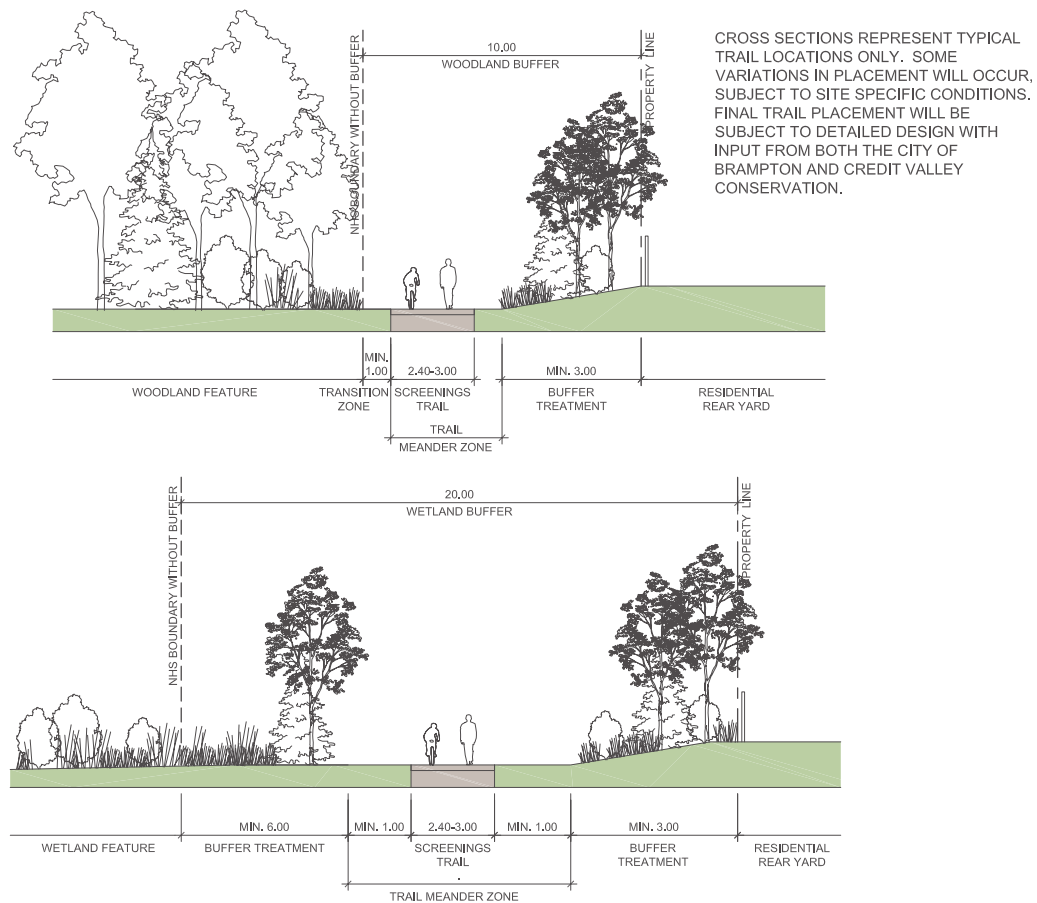 CROSS SECTIONS REPRESENT TYPICAL
TRAIL LOCATIONS ONLY. SOME
VARIATIONS IN PLACEMENT WILL OCCUR,
SUBJECT TO SITE SPECIFIC CONDITIONS.
FINAL TRAIL PLACEMENT WILL BE
SUBJECT TO DETAILED DESIGN WITH
INPUT FROM BOTH THE CITY OF
BRAMPTON AND CREDIT VALLEY
CONSERVATION.
10.00
WOODLAND BUFFER
NHS BOUNDARY WITHOUT BUFFER
PROPERTY LINE
MIN.
1.00
2.40-3.00
MIN. 3.00
WOODLAND FEATURE
TRANSITION
ZONE
SCREENINGS
TRAIL
BUFFER
TREATMENT
RESIDENTIAL
REAR YARD
TRAIL
MEANDER ZONE
20.00
WETLAND BUFFER
NHS BOUNDARY WITHOUT BUFFER
PROPERTY LINE
MIN. 6.00
MIN. 1.00
2.40-3.00
MIN. 1.00
MIN. 3.00
WETLAND FEATURE
BUFFER TREATMENT
SCREENINGS
TRAIL
BUFFER
TREATMENT
RESIDENTIAL
REAR YARD
TRAIL MEANDER ZONE